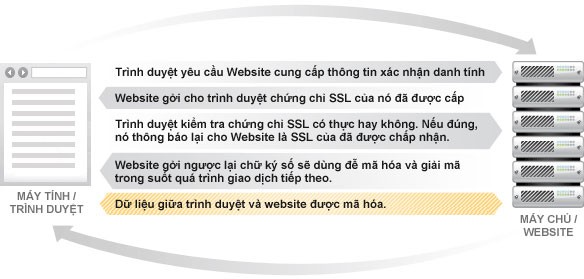 Trình duyệt yêu cầu Website cung cấp thông tin xác nhận danh tính
Website gởi cho trình duyệt chứng chỉ SSL của nó đã được cấp
Trình duyệt kiểm tra chứng chỉ SSL có thực hay không. Nếu đúng,
nó thông báo lại cho Website là SSL của đã được chấp nhận.
Website gởi ngược lại chữ ký số sẽ dùng để mã hóa và giải mã
trong suốt quá trình giao dịch tiếp theo.
Dữ liệu giữa trình duyệt và website được mã hóa.
MÁY TÍNH /
TRÌNH DUYỆT
MÁY CHỦ /
WEBSITE